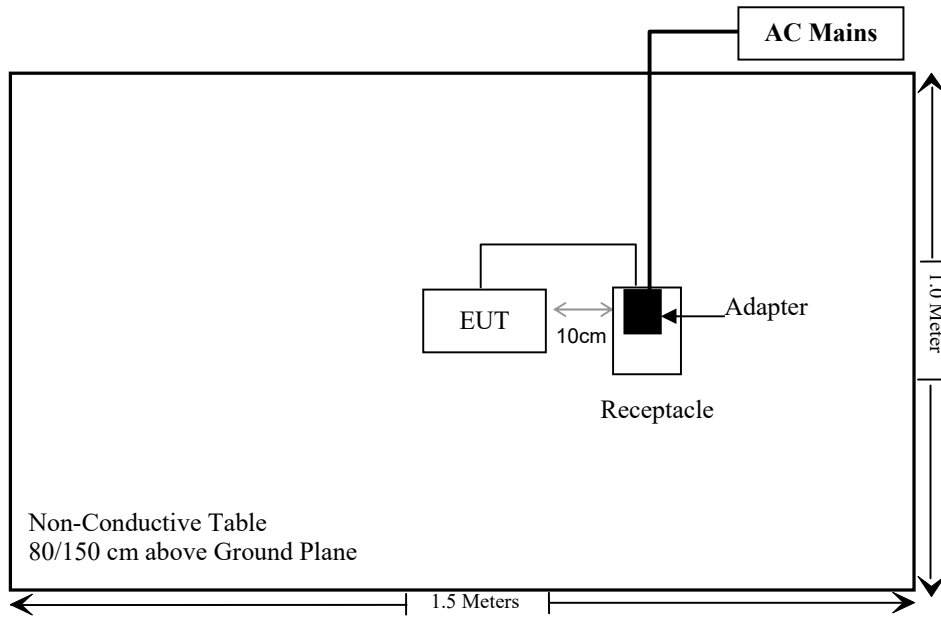 AC Mains
EUT
10cm
Adapter
Receptacle
1.0 Meter
Non-Conductive Table
80/150 cm above Ground Plane
1.5 Meters